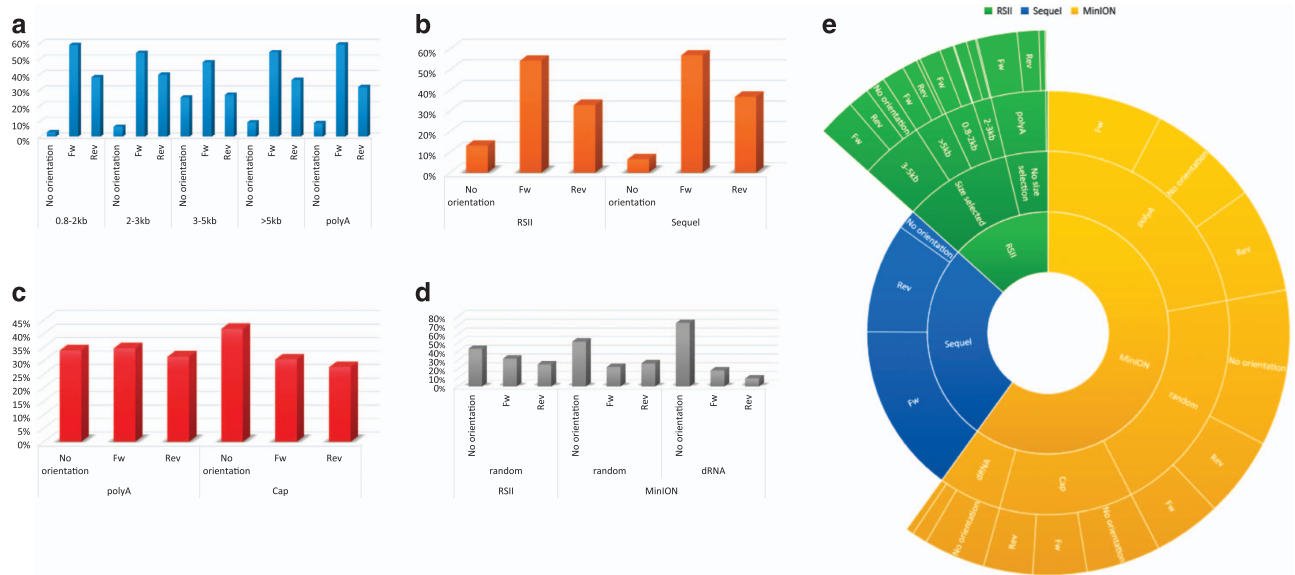 a
60%
50%
40%
30%
20%
10%
0%
No orientation
Fw
Rev
No orientation
Fw
Rev
No orientation
Fw
Rev
No orientation
Fw
Rev
No orientation
Fw
Rev
0.8-2kb 2-3kb 3-5kb >5kb polyA
b
60%
50%
40%
30%
20%
10%
0%
No
orientation
Fw
Rev
No
orientation
Fw
Rev
RSII Sequel
c
45%
40%
35%
30%
25%
20%
15%
10%
5%
0%
No
orientation
Fw
Rev
No
orientation
Fw
Rev
polyA Cap
d
80%
70%
60%
50%
40%
30%
20%
10%
0%
No orientation
Fw
Rev
No orientation
Fw
Rev
No orientation
Fw
Rev
random random dRNA
RSII MinION
e
RSII Sequel MinION
Fw
Rev
No orientation
Fw
Rev
Fw
Fw
Rev
3-5kb
>5kb
0.8-2kb
2-3kb
polyA
Size selected
No size
selection
RSII
No orientation
Rev
Fw
Sequel
MinION
polyA
Fw
No orientation
Rev
random
No orientation
Rev
Fw
Cap
No orientation
Fw
Rev
dRNA
No orientation